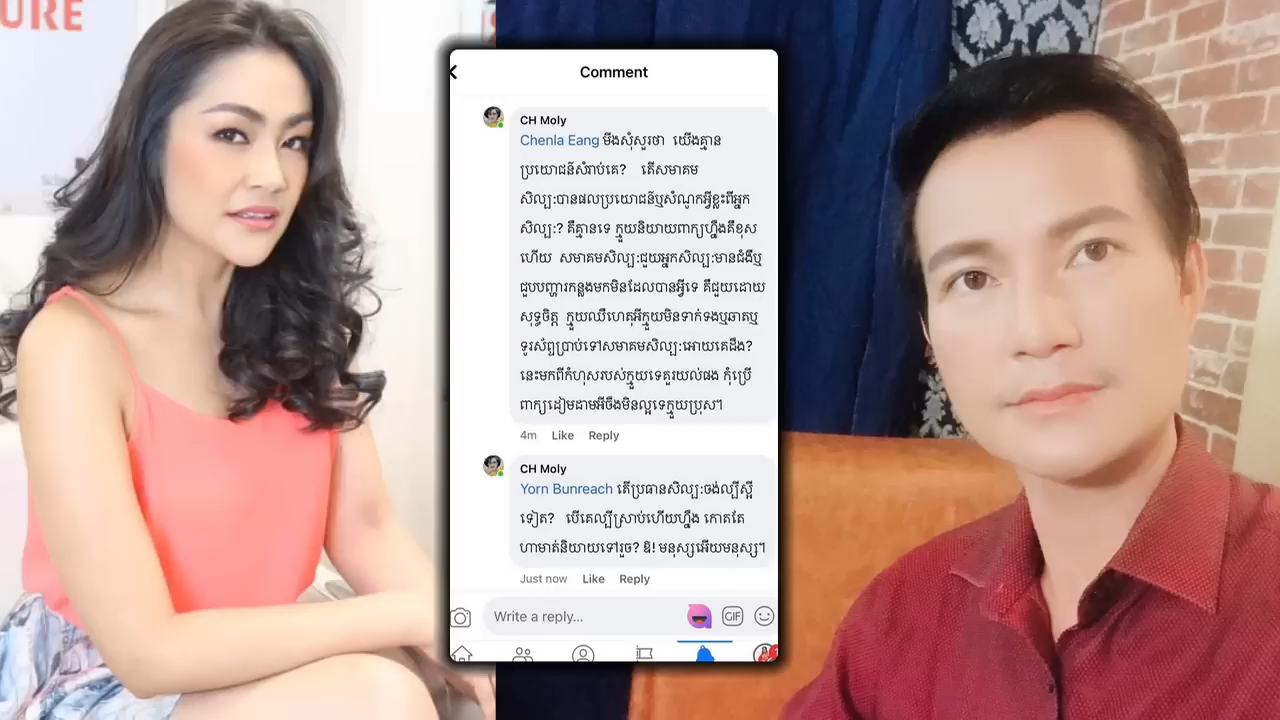 URE
Comment
CH Moly
Chenla Eang មីងសុំសួរថា យើងគ្មាន
ប្រយោជន៍សំរាប់គេ? តើសមាគម
សិល្បៈបានផលប្រយោជន៍ឬសំណូកអ្វីខ្លះពីអ្នក
សិល្បៈ? គឺគ្មានទេ ក្មួយនិយាយពាក្យហ្នឹងគឺខុស
ហើយ សមាគមសិល្បៈជួយអ្នកសិល្បៈមានជំងឺឬ
ជួបបញ្ហារកន្លងមកមិនដែលបានអ្វីទេ គឺជួយដោយ
សុទ្ធចិត្ត ក្មួយឈឺហេតុអីក្មួយមិនទាក់ទងឬឆាតឬ
ទូរស័ព្ទប្រាប់ទៅសមាគមសិល្បៈអោយគេដឹង?
នេះមកពីកំហុសរបស់ក្មួយទេគួរយល់ផង កុំប្រើ
ពាក្យដៀមដាមអីចឹងមិនល្អទេក្មួយប្រុស។
4m Like Reply
CH Moly
Yorn Bunreach តើប្រធានសិល្បៈចង់ល្បីស្អី
ទៀត? បើគេល្បីស្រាប់ហើយហ្នឹង កោតតែ
ហាមាត់និយាយទៅរួច? ឱ! មនុស្សអើយមនុស្ស។
Just now Like Reply
Write a reply...
GIF